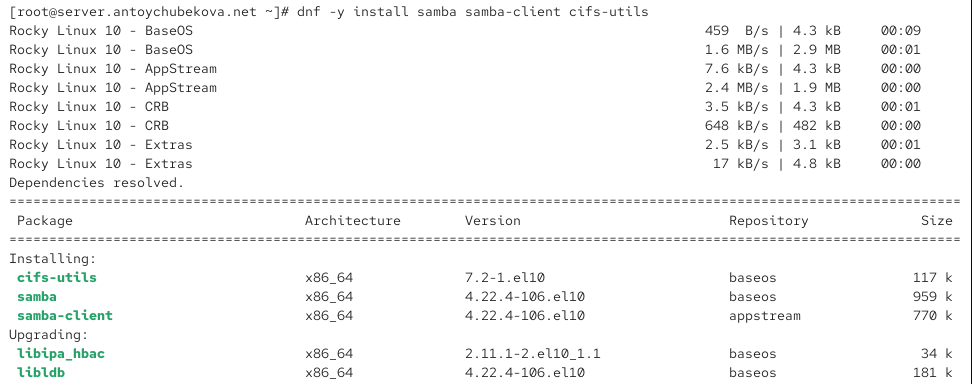 [root@server.antoychubekova.net ~]# dnf -y install samba samba-client cifs-utils
Rocky Linux 10 - BaseOS 459 B/s | 4.3 kB 00:09
Rocky Linux 10 - BaseOS 1.6 MB/s | 2.9 MB 00:01
Rocky Linux 10 - AppStream 7.6 kB/s | 4.3 kB 00:00
Rocky Linux 10 - AppStream 2.4 MB/s | 1.9 MB 00:00
Rocky Linux 10 - CRB 3.5 kB/s | 4.3 kB 00:01
Rocky Linux 10 - CRB 648 kB/s | 482 kB 00:00
Rocky Linux 10 - Extras 2.5 kB/s | 3.1 kB 00:01
Rocky Linux 10 - Extras 17 kB/s | 4.8 kB 00:00
Dependencies resolved.
================================================================================
Package Architecture Version Repository Size
================================================================================
Installing:
cifs-utils x86_64 7.2-1.el10 baseos 117 k
samba x86_64 4.22.4-106.el10 baseos 959 k
samba-client x86_64 4.22.4-106.el10 appstream 770 k
Upgrading:
libipa_hbac x86_64 2.11.1-2.el10_1.1 baseos 34 k
libldb x86_64 4.22.4-106.el10 baseos 181 k